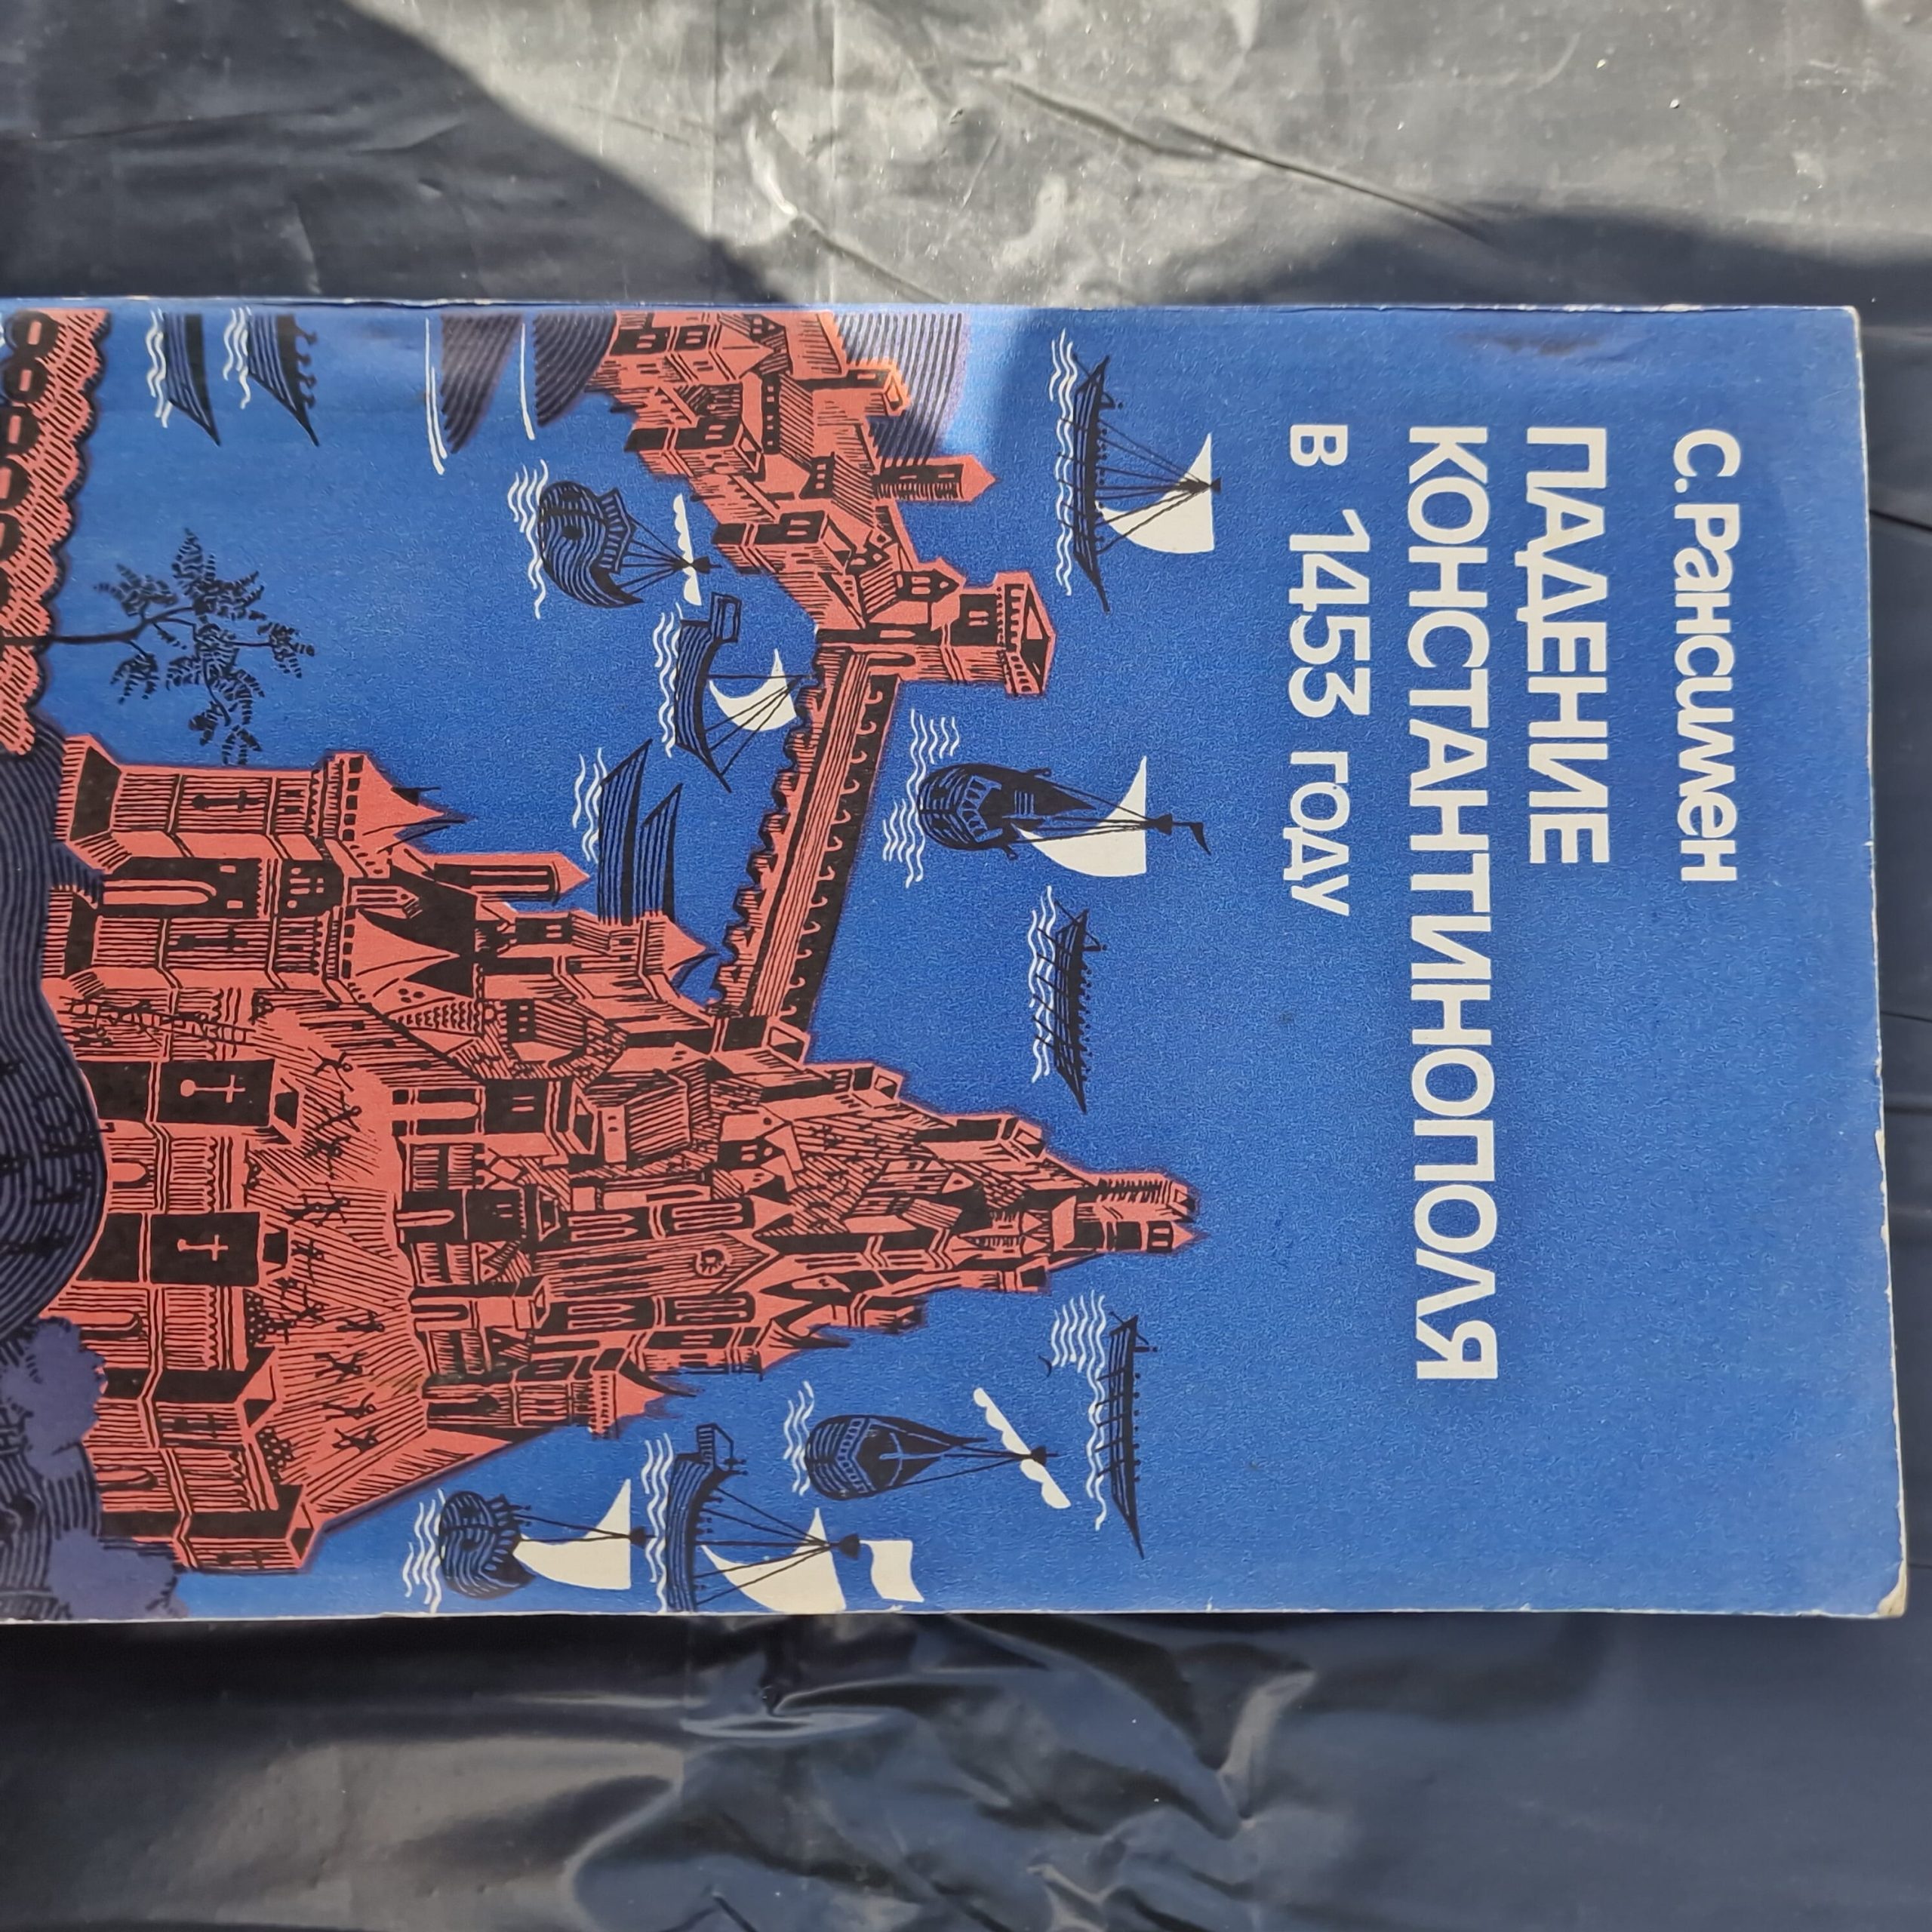 С. Рансимен
ПАДЕНИЕ
КОНСТАНТИНОПОЛЯ
В 1453 ГОДУ